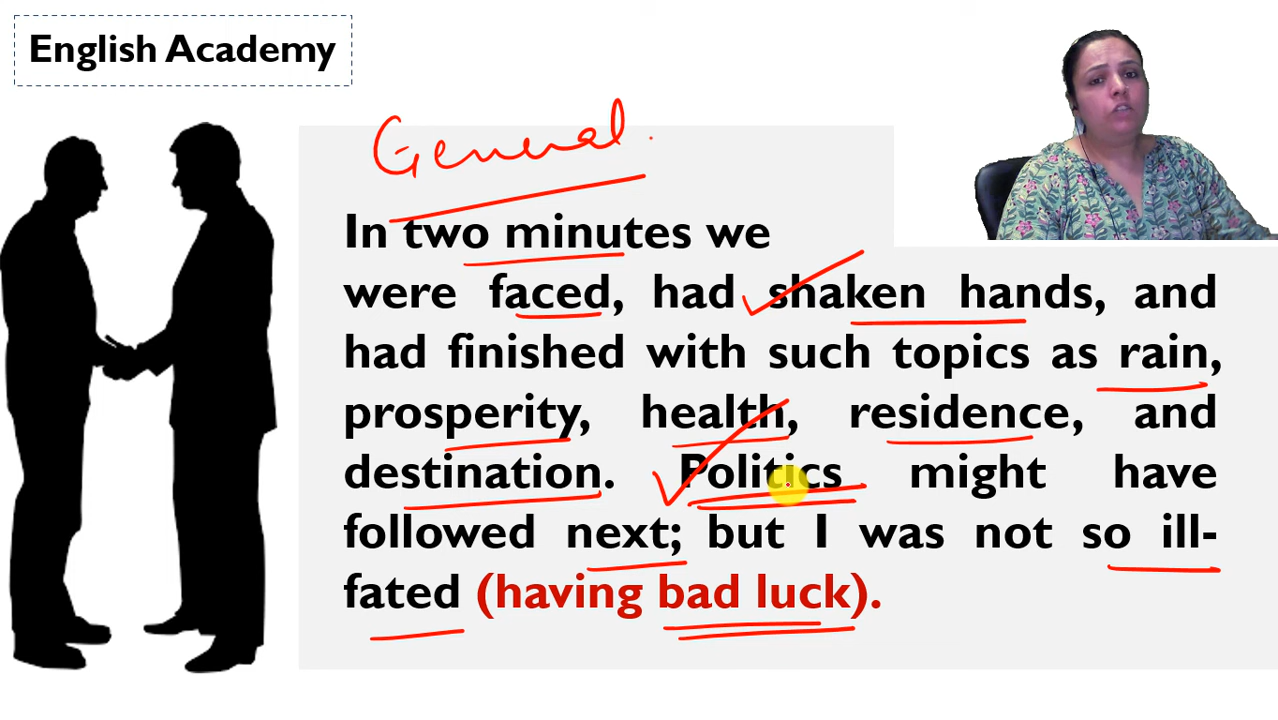 English Academy
General.
In two minutes we
were faced, had shaken hands, and
had finished with such topics as rain,
prosperity, health, residence, and
destination. Politics might have
followed next; but I was not so ill-
fated (having bad luck).